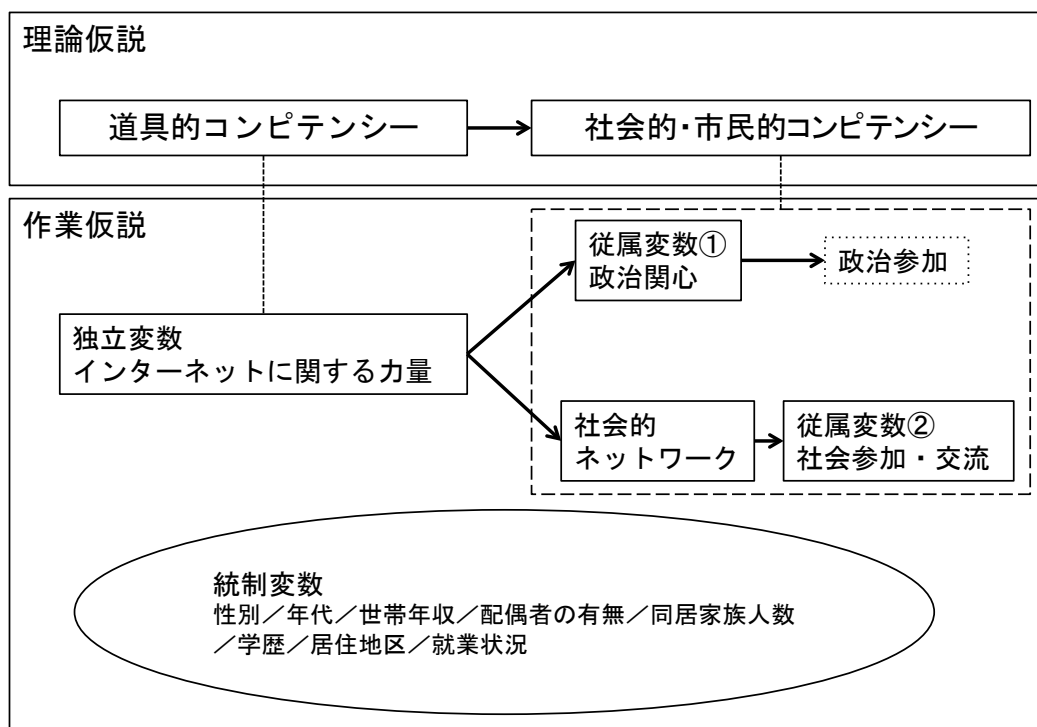 理論仮説
道具的コンピテンシー
社会的・市民的コンピテンシー
作業仮説
従属変数①
政治関心
政治参加
独立変数
インターネットに関する力量
社会的
ネットワーク
従属変数②
社会参加・交流
統制変数
性別／年代／世帯年収／配偶者の有無／同居家族人数
／学歴／居住地区／就業状況